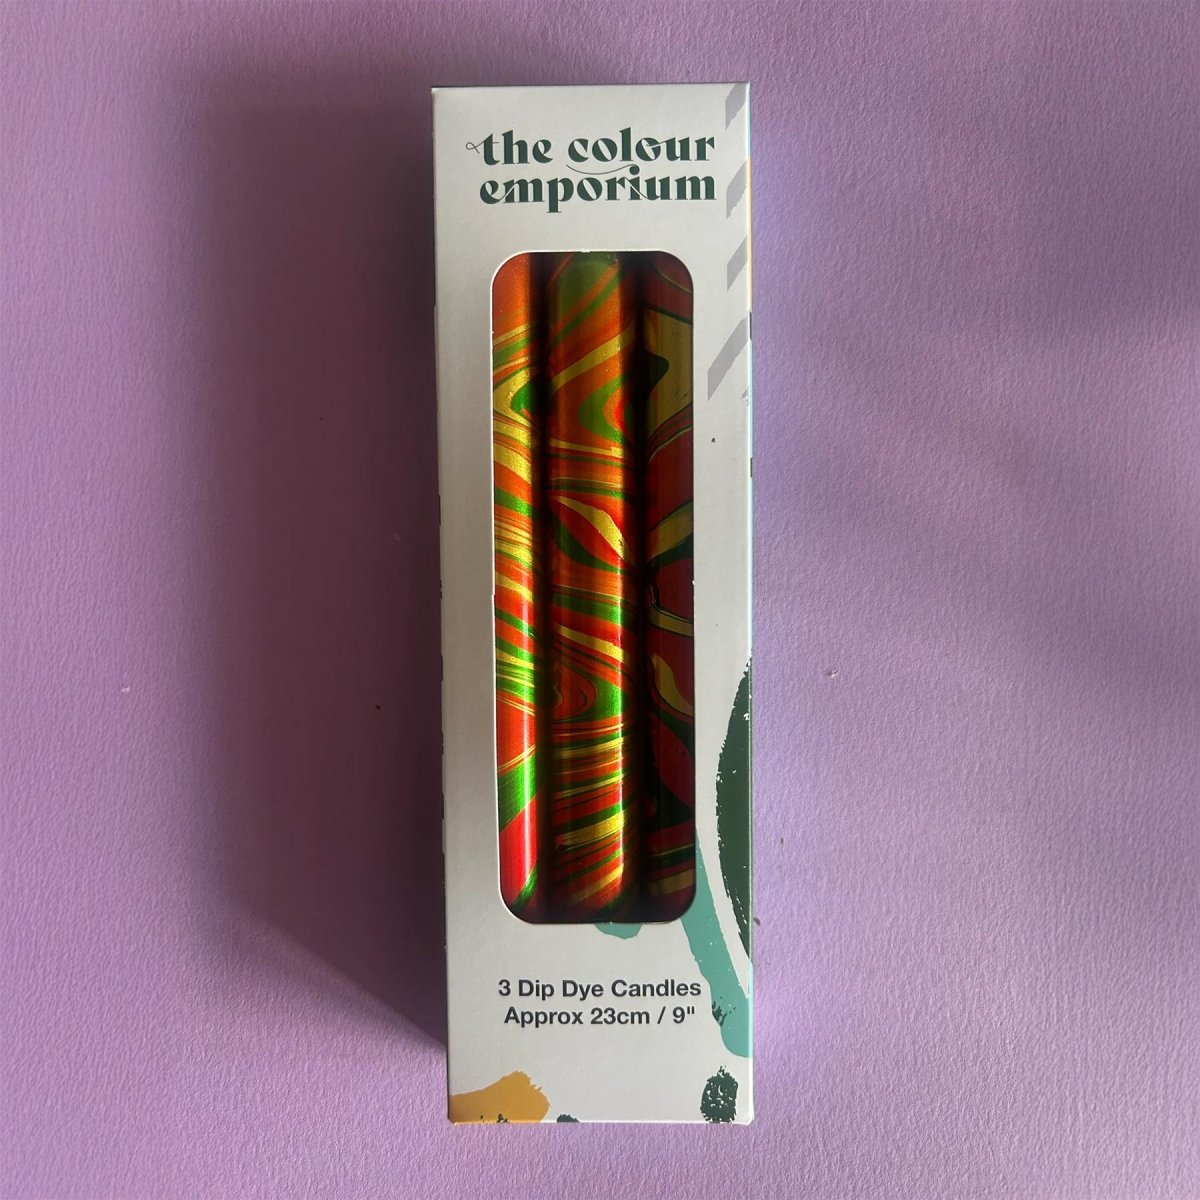 the colour
emporium
3 Dip Dye Candles
Approx 23cm / 9"